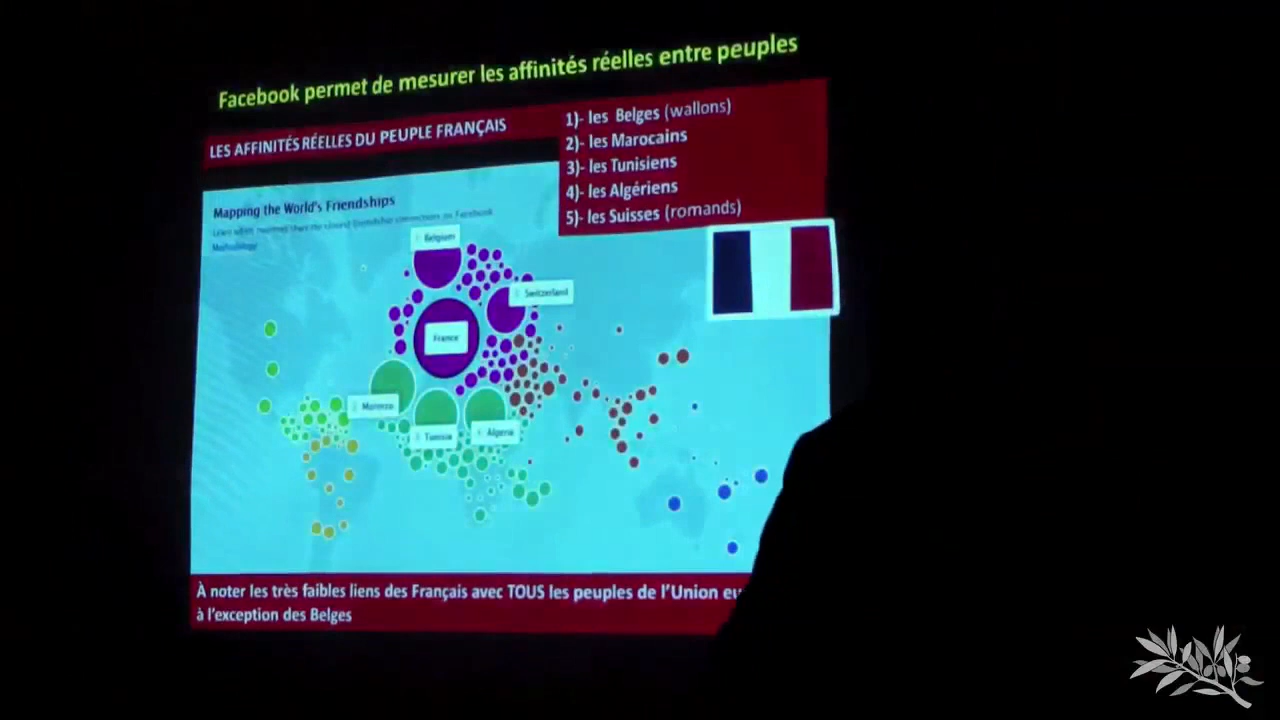 Facebook permet de mesurer les affinités réelles entre peuples
LES AFFINITÉS RÉELLES DU PEUPLE FRANÇAIS
1)- les Belges (wallons)
2)- les Marocains
3)- les Tunisiens
4)- les Algériens
5)- les Suisses (romands)
Mapping the World's Friendships
Methodology
Belgium
Switzerland
France
Morocco
Tunisia
Algeria
À noter les très faibles liens des Français avec TOUS les peuples de l'Union eu
à l'exception des Belges